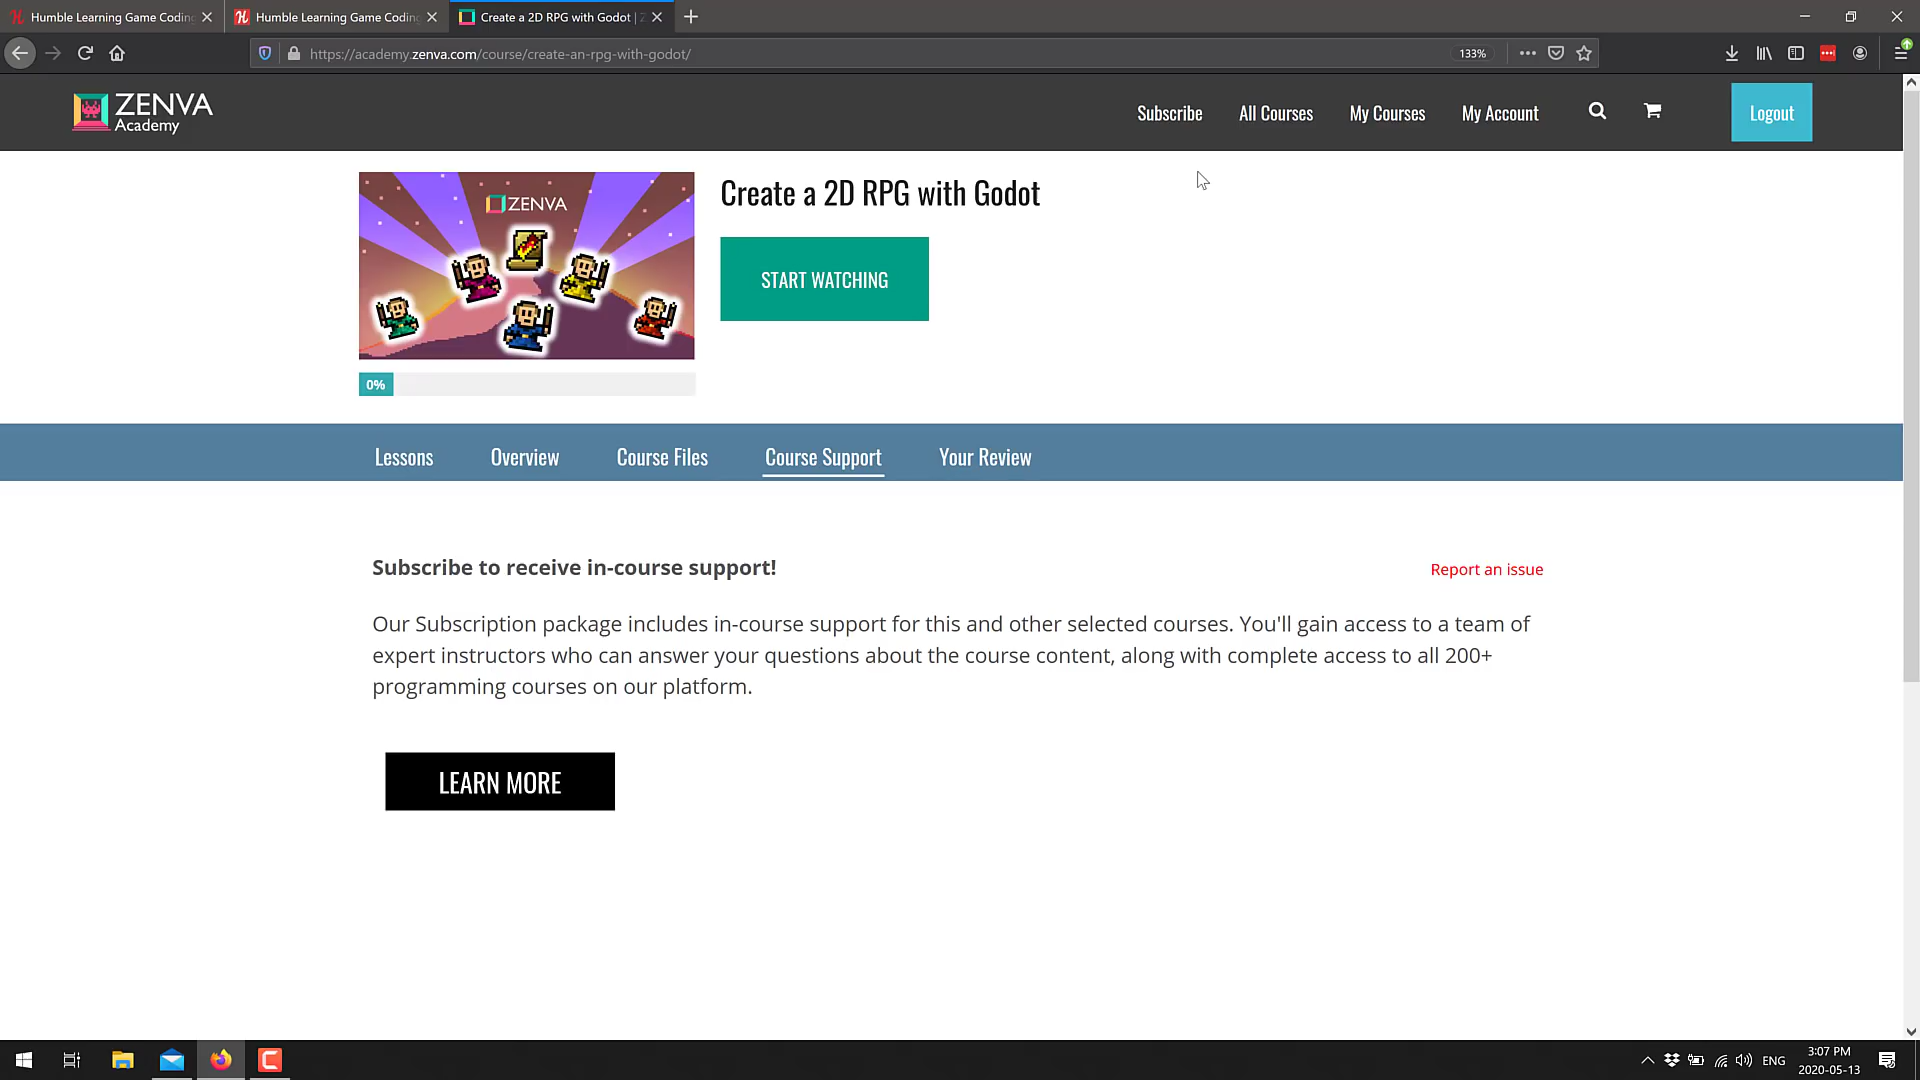 Humble Learning Game Coding
Humble Learning Game Coding
Create a 2D RPG with Godot |
https://academy.zenva.com/course/create-an-rpg-with-godot/
133%
ZENVA
Academy
Subscribe
All Courses
My Courses
My Account
Logout
ZENVA
Create a 2D RPG with Godot
START WATCHING
0%
Lessons
Overview
Course Files
Course Support
Your Review
Subscribe to receive in-course support!
Report an issue
Our Subscription package includes in-course support for this and other selected courses. You'll gain access to a team of
expert instructors who can answer your questions about the course content, along with complete access to all 200+
programming courses on our platform.
LEARN MORE
ENG
3:07 PM
2020-05-13